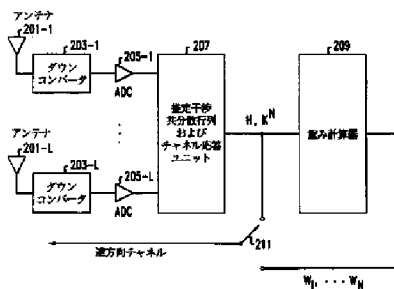 アンテナ
201-1
203-1
ダウン
コンバータ
205-1
ADC
207
推定干渉
共分散行列
および
チャネル応答
ユニット
209
重み計算器
H, K^N
アンテナ
201-L
203-L
ダウン
コンバータ
205-L
ADC
211
逆方向チャネル
W_1, ... W_N